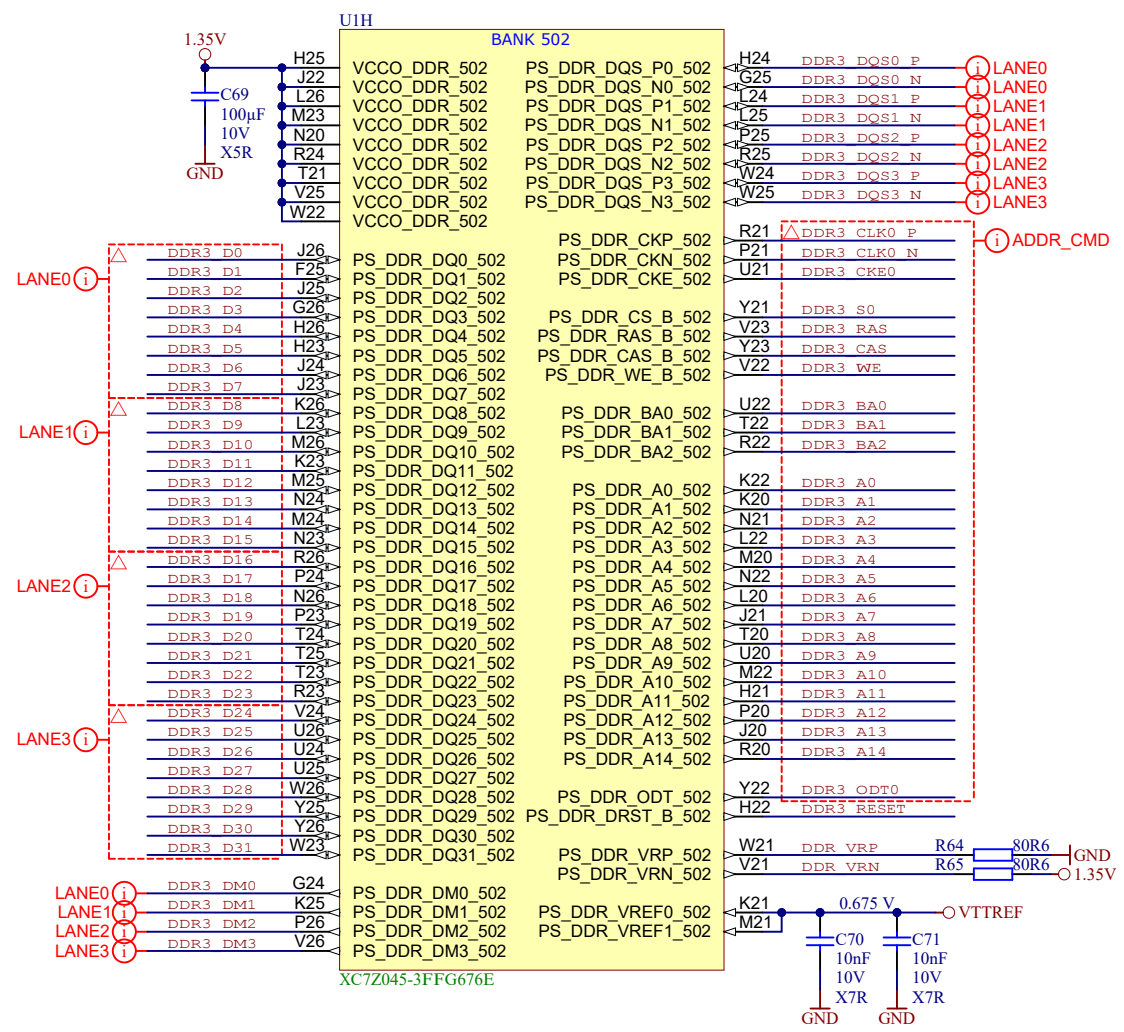 U1H
BANK 502
1.35V
C69
100µF
10V
X5R
GND
H25 VCCO_DDR_502
J22 VCCO_DDR_502
L26 VCCO_DDR_502
M23 VCCO_DDR_502
N20 VCCO_DDR_502
R24 VCCO_DDR_502
T21 VCCO_DDR_502
V25 VCCO_DDR_502
W22 VCCO_DDR_502
LANE0 i
DDR3_D0 J26 PS_DDR_DQ0_502
DDR3_D1 F25 PS_DDR_DQ1_502
DDR3_D2 J25 PS_DDR_DQ2_502
DDR3_D3 G26 PS_DDR_DQ3_502
DDR3_D4 H26 PS_DDR_DQ4_502
DDR3_D5 H23 PS_DDR_DQ5_502
DDR3_D6 J24 PS_DDR_DQ6_502
DDR3_D7 J23 PS_DDR_DQ7_502
LANE1 i
DDR3_D8 K26 PS_DDR_DQ8_502
DDR3_D9 L23 PS_DDR_DQ9_502
DDR3_D10 M26 PS_DDR_DQ10_502
DDR3_D11 K23 PS_DDR_DQ11_502
DDR3_D12 M25 PS_DDR_DQ12_502
DDR3_D13 N24 PS_DDR_DQ13_502
DDR3_D14 M24 PS_DDR_DQ14_502
DDR3_D15 N23 PS_DDR_DQ15_502
LANE2 i
DDR3_D16 R26 PS_DDR_DQ16_502
DDR3_D17 P24 PS_DDR_DQ17_502
DDR3_D18 N26 PS_DDR_DQ18_502
DDR3_D19 P23 PS_DDR_DQ19_502
DDR3_D20 T24 PS_DDR_DQ20_502
DDR3_D21 T25 PS_DDR_DQ21_502
DDR3_D22 T23 PS_DDR_DQ22_502
DDR3_D23 R23 PS_DDR_DQ23_502
LANE3 i
DDR3_D24 V24 PS_DDR_DQ24_502
DDR3_D25 U26 PS_DDR_DQ25_502
DDR3_D26 U24 PS_DDR_DQ26_502
DDR3_D27 U25 PS_DDR_DQ27_502
DDR3_D28 W26 PS_DDR_DQ28_502
DDR3_D29 Y25 PS_DDR_DQ29_502
DDR3_D30 Y26 PS_DDR_DQ30_502
DDR3_D31 W23 PS_DDR_DQ31_502
LANE0 i DDR3_DM0 G24 PS_DDR_DM0_502
LANE1 i DDR3_DM1 K25 PS_DDR_DM1_502
LANE2 i DDR3_DM2 P26 PS_DDR_DM2_502
LANE3 i DDR3_DM3 V26 PS_DDR_DM3_502
XC7Z045-3FFG676E
PS_DDR_DQS_P0_502 H24 DDR3_DQS0_P i LANE0
PS_DDR_DQS_N0_502 G25 DDR3_DQS0_N i LANE0
PS_DDR_DQS_P1_502 L24 DDR3_DQS1_P i LANE1
PS_DDR_DQS_N1_502 L25 DDR3_DQS1_N i LANE1
PS_DDR_DQS_P2_502 P25 DDR3_DQS2_P i LANE2
PS_DDR_DQS_N2_502 R25 DDR3_DQS2_N i LANE2
PS_DDR_DQS_P3_502 W24 DDR3_DQS3_P i LANE3
PS_DDR_DQS_N3_502 W25 DDR3_DQS3_N i LANE3
PS_DDR_CKP_502 R21 DDR3_CLK0_P i ADDR_CMD
PS_DDR_CKN_502 P21 DDR3_CLK0_N
PS_DDR_CKE_502 U21 DDR3_CKE0
PS_DDR_CS_B_502 Y21 DDR3_S0
PS_DDR_RAS_B_502 V23 DDR3_RAS
PS_DDR_CAS_B_502 Y23 DDR3_CAS
PS_DDR_WE_B_502 V22 DDR3_WE
PS_DDR_BA0_502 U22 DDR3_BA0
PS_DDR_BA1_502 T22 DDR3_BA1
PS_DDR_BA2_502 R22 DDR3_BA2
PS_DDR_A0_502 K22 DDR3_A0
PS_DDR_A1_502 K20 DDR3_A1
PS_DDR_A2_502 N21 DDR3_A2
PS_DDR_A3_502 L22 DDR3_A3
PS_DDR_A4_502 M20 DDR3_A4
PS_DDR_A5_502 N22 DDR3_A5
PS_DDR_A6_502 L20 DDR3_A6
PS_DDR_A7_502 J21 DDR3_A7
PS_DDR_A8_502 T20 DDR3_A8
PS_DDR_A9_502 U20 DDR3_A9
PS_DDR_A10_502 M22 DDR3_A10
PS_DDR_A11_502 H21 DDR3_A11
PS_DDR_A12_502 P20 DDR3_A12
PS_DDR_A13_502 J20 DDR3_A13
PS_DDR_A14_502 R20 DDR3_A14
PS_DDR_ODT_502 Y22 DDR3_ODT0
PS_DDR_DRST_B_502 H22 DDR3_RESET
PS_DDR_VRP_502 W21 DDR_VRP R64 80R6 GND
PS_DDR_VRN_502 V21 DDR_VRN R65 80R6 1.35V
PS_DDR_VREF0_502 K21 0.675 V VTTREF
PS_DDR_VREF1_502 M21
C70
10nF
10V
X7R
GND
C71
10nF
10V
X7R
GND